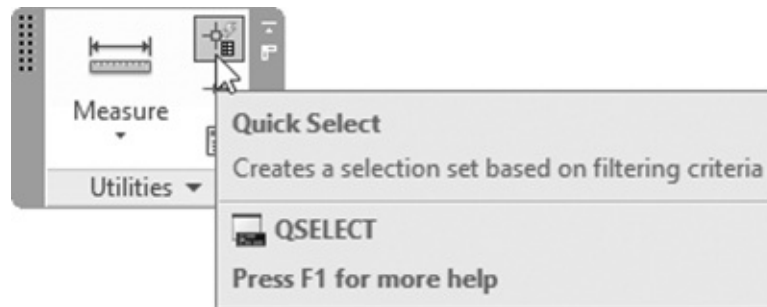 Measure
Utilities
Quick Select
Creates a selection set based on filtering criteria
QSELECT
Press F1 for more help